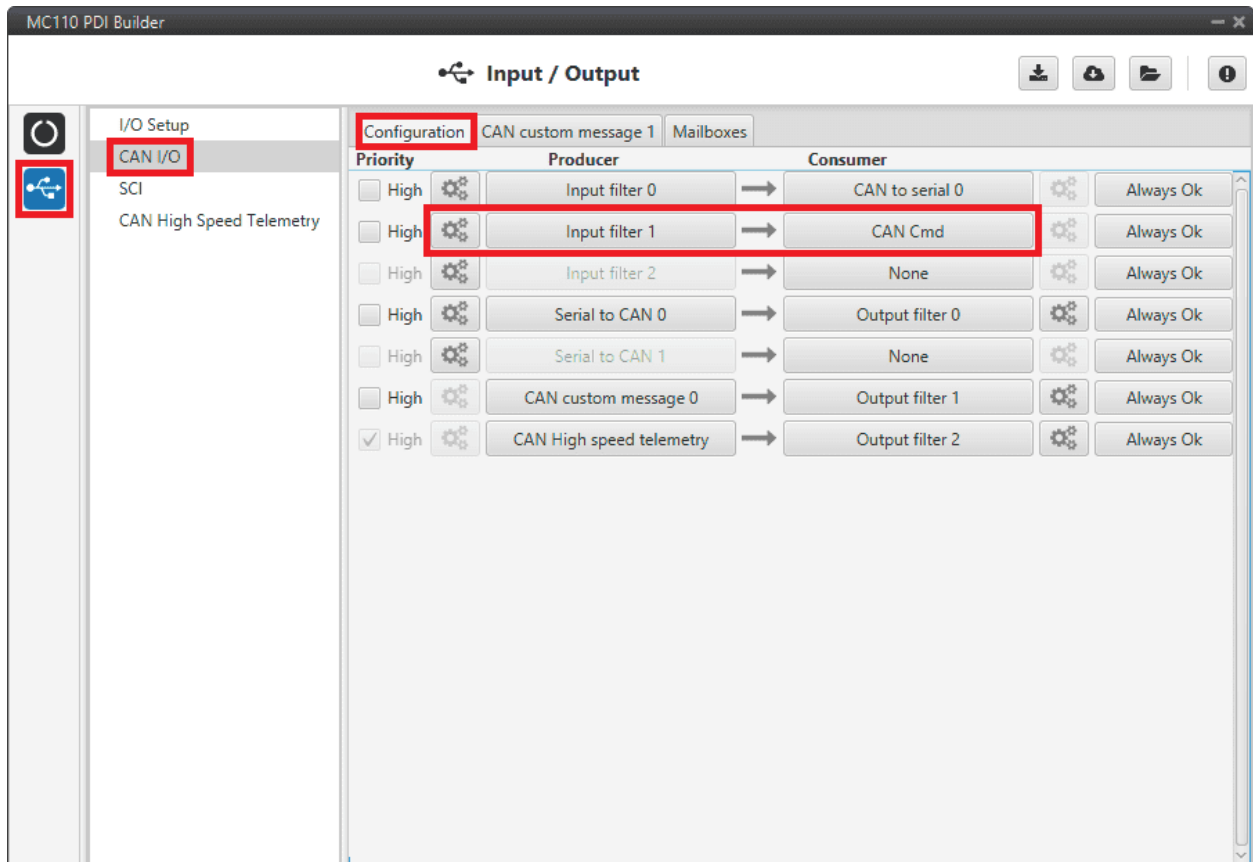 MC110 PDI Builder
Input / Output
I/O Setup
CAN I/O
SCI
CAN High Speed Telemetry
Configuration CAN custom message 1 Mailboxes
Priority Producer Consumer
High Input filter 0 CAN to serial 0 Always Ok
High Input filter 1 CAN Cmd Always Ok
High Input filter 2 None Always Ok
High Serial to CAN 0 Output filter 0 Always Ok
High Serial to CAN 1 None Always Ok
High CAN custom message 0 Output filter 1 Always Ok
High CAN High speed telemetry Output filter 2 Always Ok